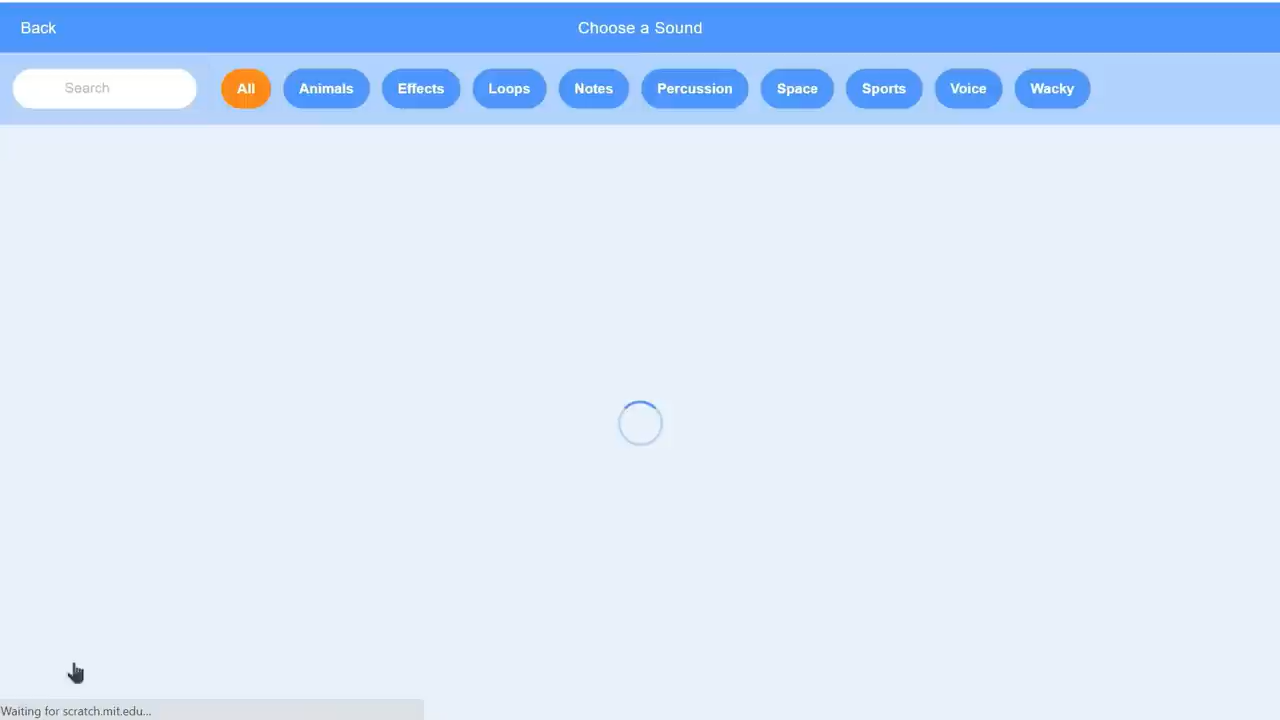 Back
Choose a Sound
Search
All
Animals
Effects
Loops
Notes
Percussion
Space
Sports
Voice
Wacky
Waiting for scratch.mit.edu...